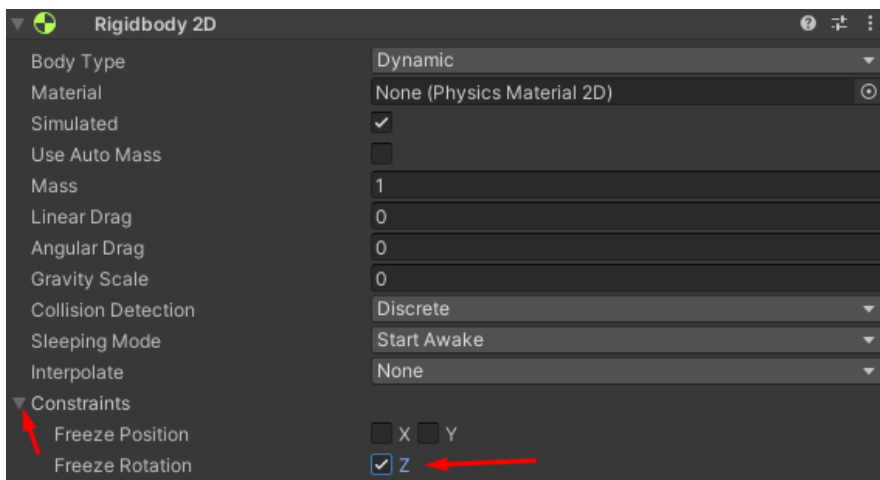 Rigidbody 2D
Body Type Dynamic
Material None (Physics Material 2D)
Simulated
Use Auto Mass
Mass 1
Linear Drag 0
Angular Drag 0
Gravity Scale 0
Collision Detection Discrete
Sleeping Mode Start Awake
Interpolate None
Constraints
Freeze Position X Y
Freeze Rotation Z